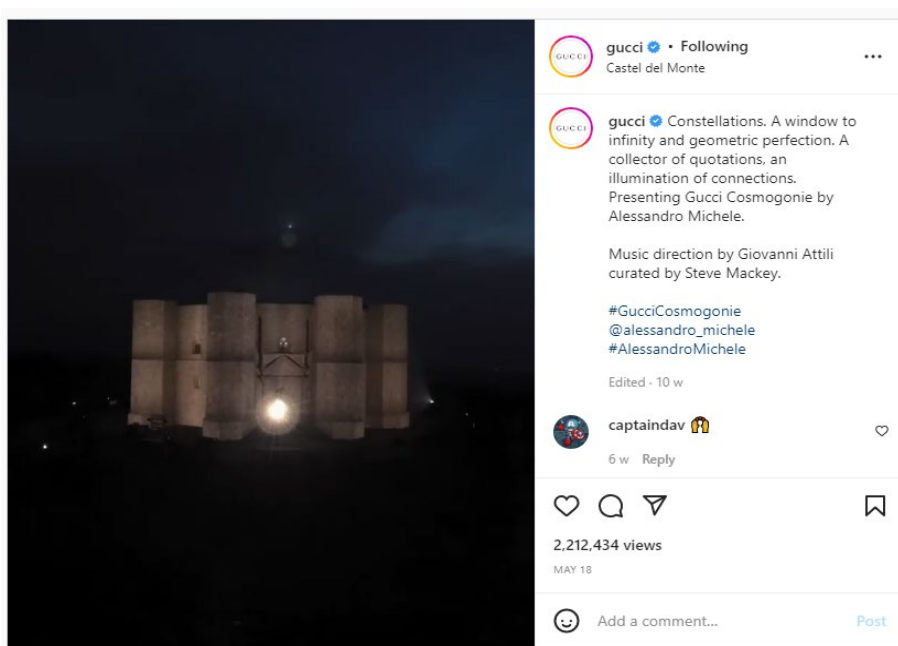 gucci • Following
Castel del Monte
GUCCI
GUCCI
gucci Constellations. A window to
infinity and geometric perfection. A
collector of quotations, an
illumination of connections.
Presenting Gucci Cosmogonie by
Alessandro Michele.
Music direction by Giovanni Attili
curated by Steve Mackey.
#GucciCosmogonie
@alessandro_michele
#AlessandroMichele
Edited · 10 w
captaindav
6 w Reply
2,212,434 views
MAY 18
Add a comment...
Post